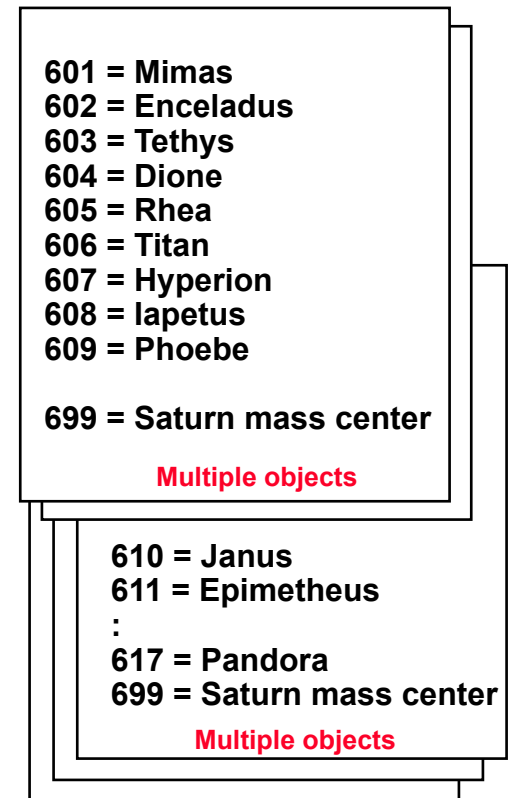 601 = Mimas
602 = Enceladus
603 = Tethys
604 = Dione
605 = Rhea
606 = Titan
607 = Hyperion
608 = Iapetus
609 = Phoebe
699 = Saturn mass center
Multiple objects
610 = Janus
611 = Epimetheus
:
617 = Pandora
699 = Saturn mass center
Multiple objects